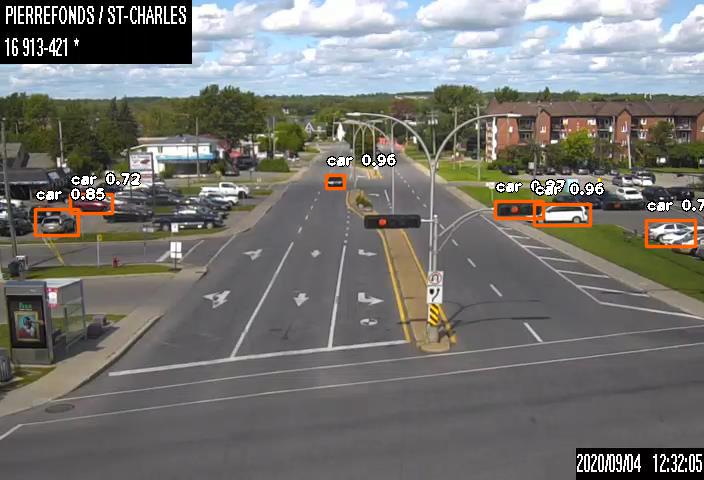 PIERREFONDS / ST-CHARLES
16 913-421 *
car 0.96
car 0.72
car 0.85
car 0.96
car 0.7
2020/09/04 12:32:05